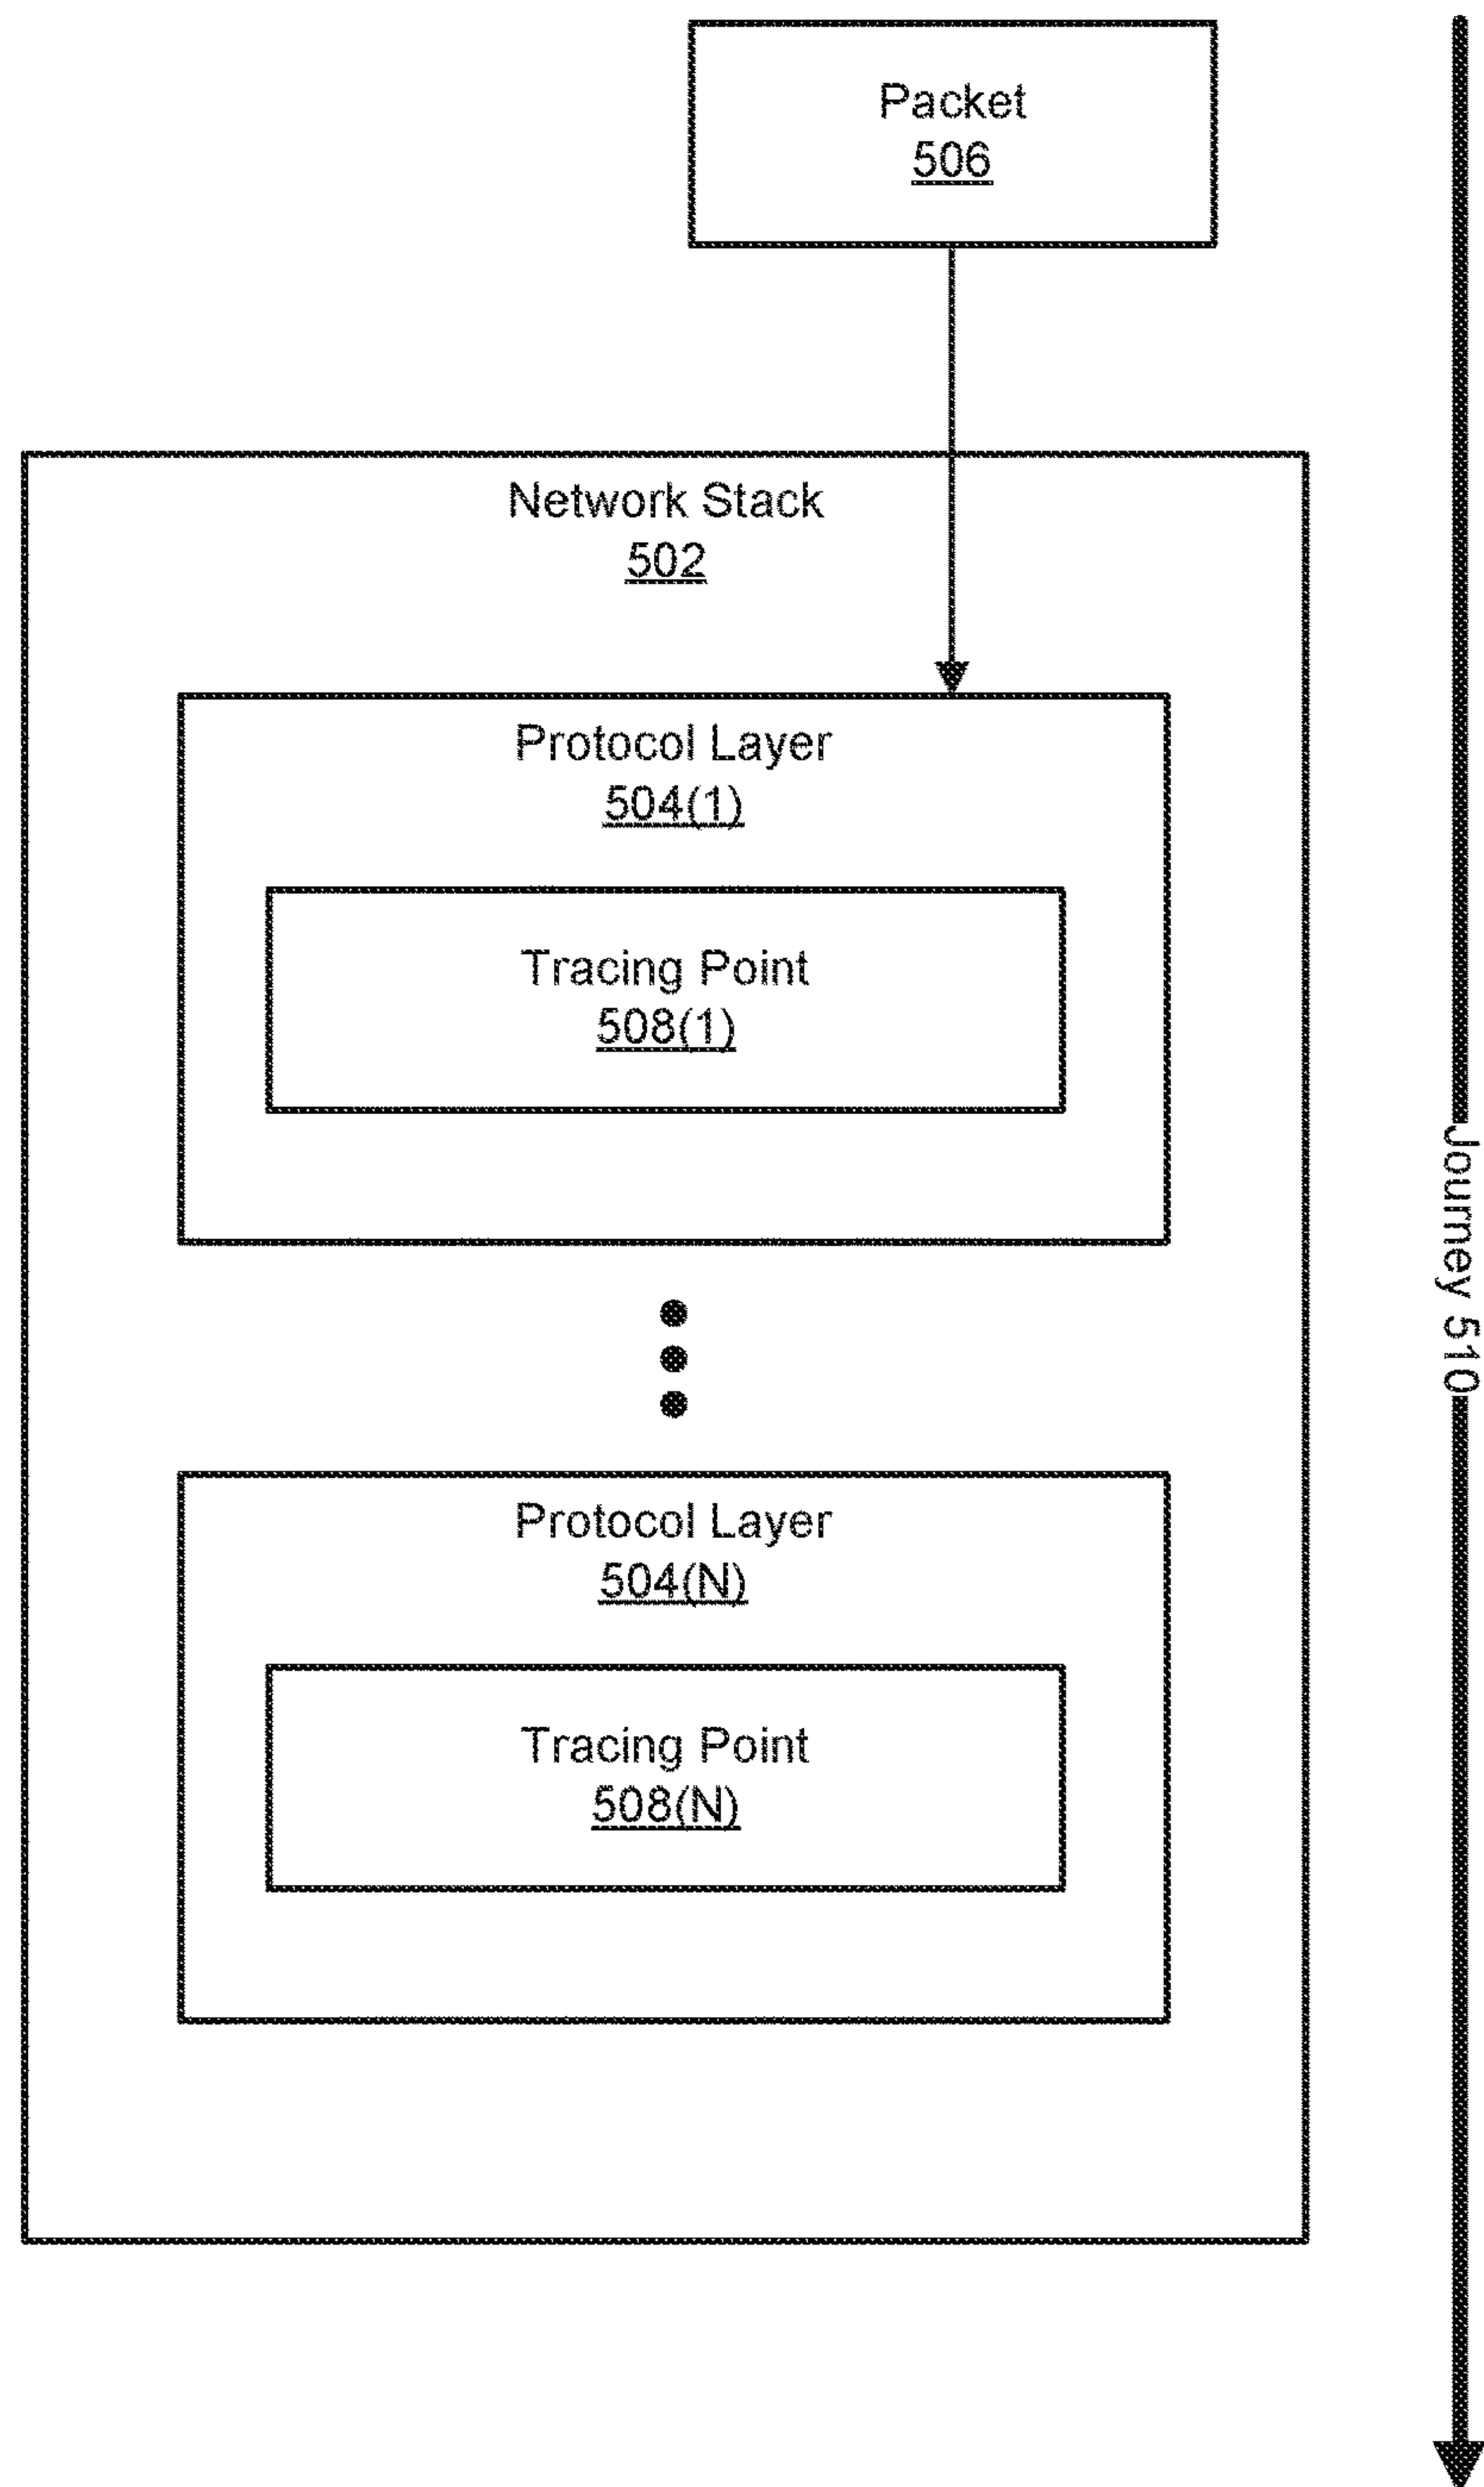 Packet
506
Network Stack
502
Protocol Layer
504(1)
Tracing Point
508(1)
Journey 510
Protocol Layer
504(N)
Tracing Point
508(N)